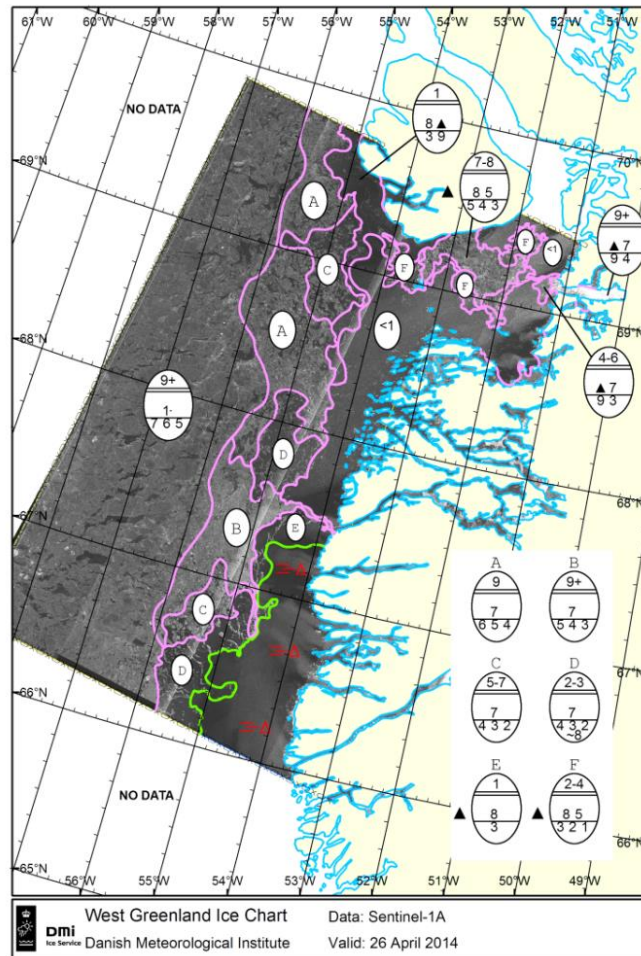 61°W 60°W 59°W 58°W 57°W 56°W 55°W 54°W 53°W 52°W 51°W
NO DATA
69°N
68°N
67°N
66°N
65°N
70°N
69°N
68°N
67°N
66°N
1
8 ▲
3 9
7-8
▲ 8 5
5 4 3
9+
▲ 7
9 4
4-6
▲ 7
9 3
9+
1-
7 6 5
A
C
A
D
B
E
C
D
F
F
F
<1
<1
A
9
7
6 5 4
B
9+
7
5 4 3
C
5-7
7
4 3 2
D
2-3
7
4 3 2
~8
E
1
▲ 8
3
F
2-4
▲ 8 5
3 2 1
NO DATA
56°W 55°W 54°W 53°W 52°W 51°W 50°W 49°W
DMI
Ice Service
West Greenland Ice Chart
Danish Meteorological Institute
Data: Sentinel-1A
Valid: 26 April 2014